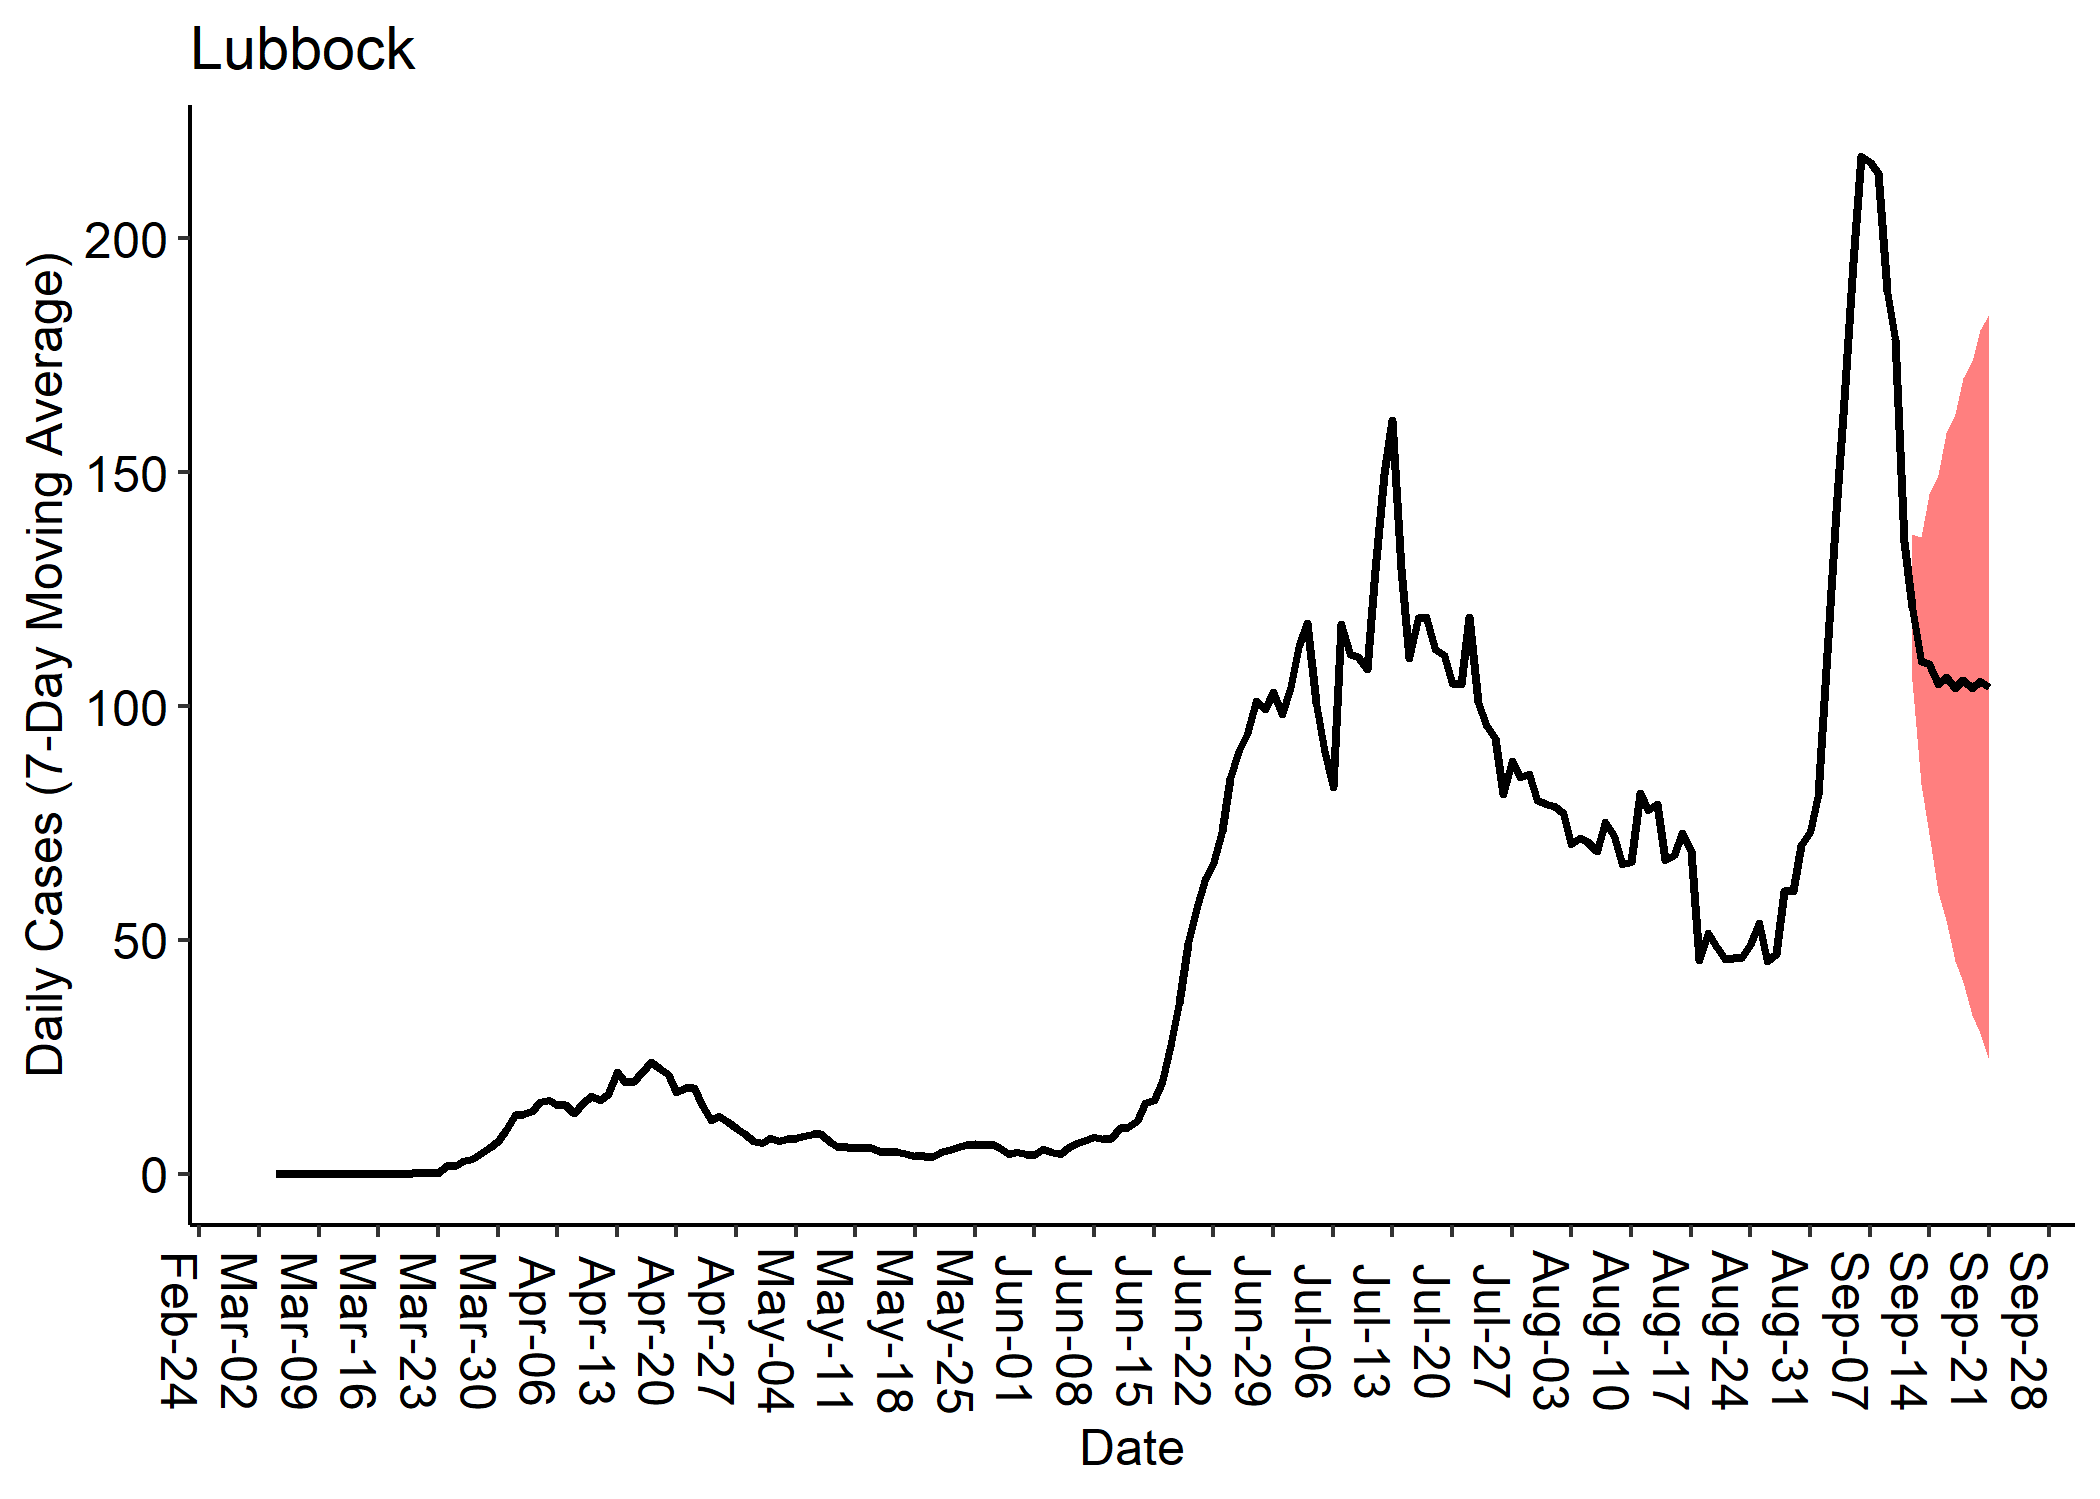 Lubbock
Daily Cases (7-Day Moving Average)
200
150
100
50
0
Feb-24
Mar-02
Mar-09
Mar-16
Mar-23
Mar-30
Apr-06
Apr-13
Apr-20
Apr-27
May-04
May-11
May-18
May-25
Jun-01
Jun-08
Jun-15
Jun-22
Jun-29
Jul-06
Jul-13
Jul-20
Jul-27
Aug-03
Aug-10
Aug-17
Aug-24
Aug-31
Sep-07
Sep-14
Sep-21
Sep-28
Date